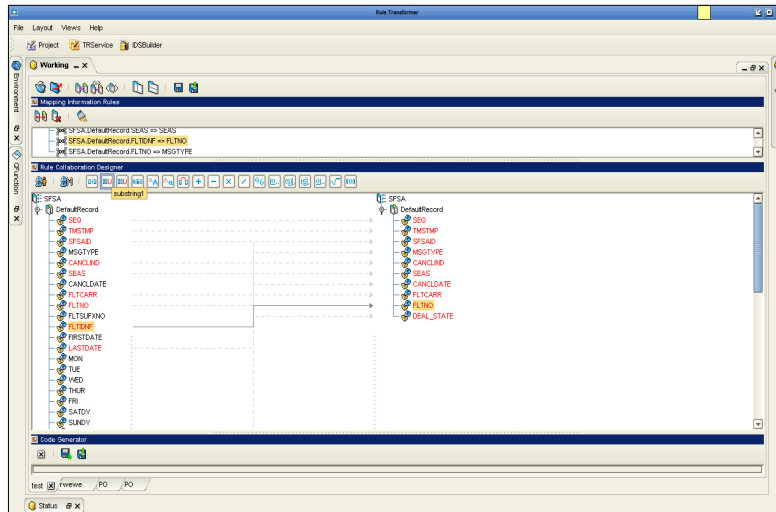 Rule Transformer
File Layout Views Help
Project TRService IDSBuilder
Working
Environment
GFunction
Mapping Information Rules
SFSA.DefaultRecord.SEAS => SEAS
SFSA.DefaultRecord.FLTIDNF => FLTNO
SFSA.DefaultRecord.FLTNO => MSGTYPE
Rule Collaboration Designer
substring1
SFSA
DefaultRecord
SEQ
TMSTMP
SFSAID
MSGTYPE
CANCLIND
SEAS
CANCLDATE
FLTCARR
FLTNO
FLTSUFXNO
FLTIDNF
FIRSTDATE
LASTDATE
MON
TUE
WED
THUR
FRI
SATDY
SUNDY
SFSA
DefaultRecord
SEQ
TMSTMP
SFSAID
MSGTYPE
CANCLIND
SEAS
CANCLDATE
FLTCARR
FLTNO
DEAL_STATE
Code Generator
test rwewe PO PO
Status